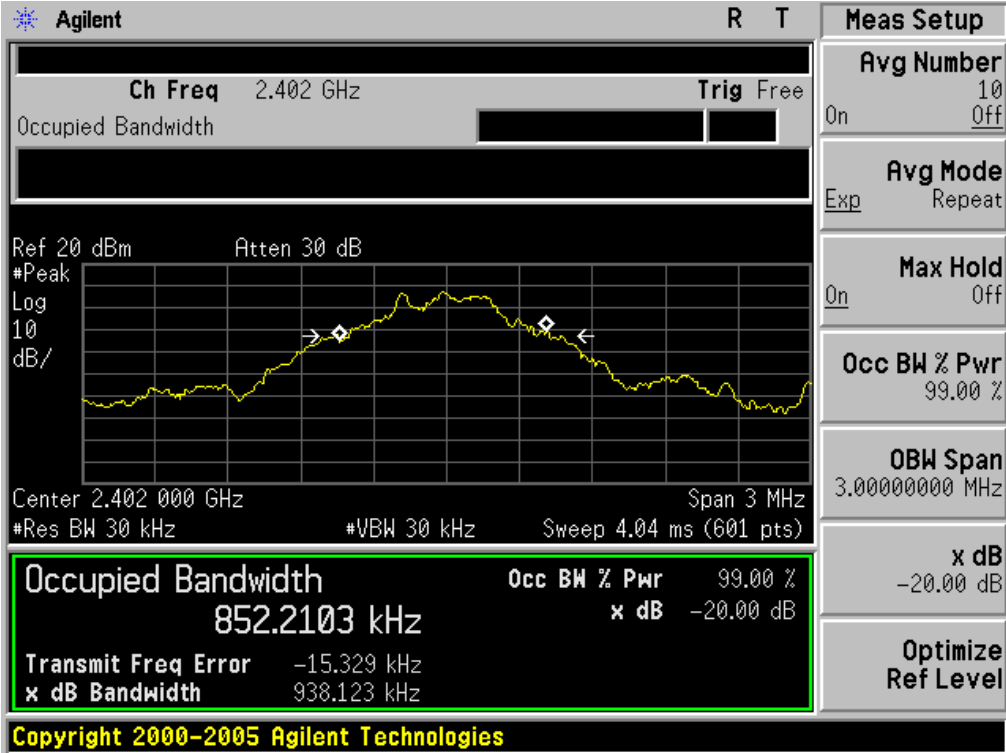 Agilent R T
Ch Freq 2.402 GHz Trig Free
Occupied Bandwidth
Ref 20 dBm Atten 30 dB
#Peak
Log
10
dB/
Center 2.402 000 GHz Span 3 MHz
#Res BW 30 kHz #VBW 30 kHz Sweep 4.04 ms (601 pts)
Occupied Bandwidth Occ BW % Pwr 99.00 %
852.2103 kHz x dB -20.00 dB
Transmit Freq Error -15.329 kHz
x dB Bandwidth 938.123 kHz
Copyright 2000-2005 Agilent Technologies
Meas Setup
Avg Number
10
On Off
Avg Mode
Exp Repeat
Max Hold
On Off
Occ BW % Pwr
99.00 %
OBW Span
3.00000000 MHz
x dB
-20.00 dB
Optimize
Ref Level